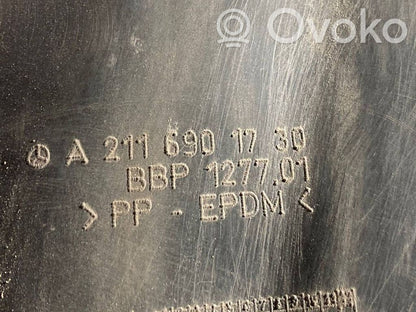 Ovoko
A 211 690 17 30
BBP 1277.01
> PP - EPDM <